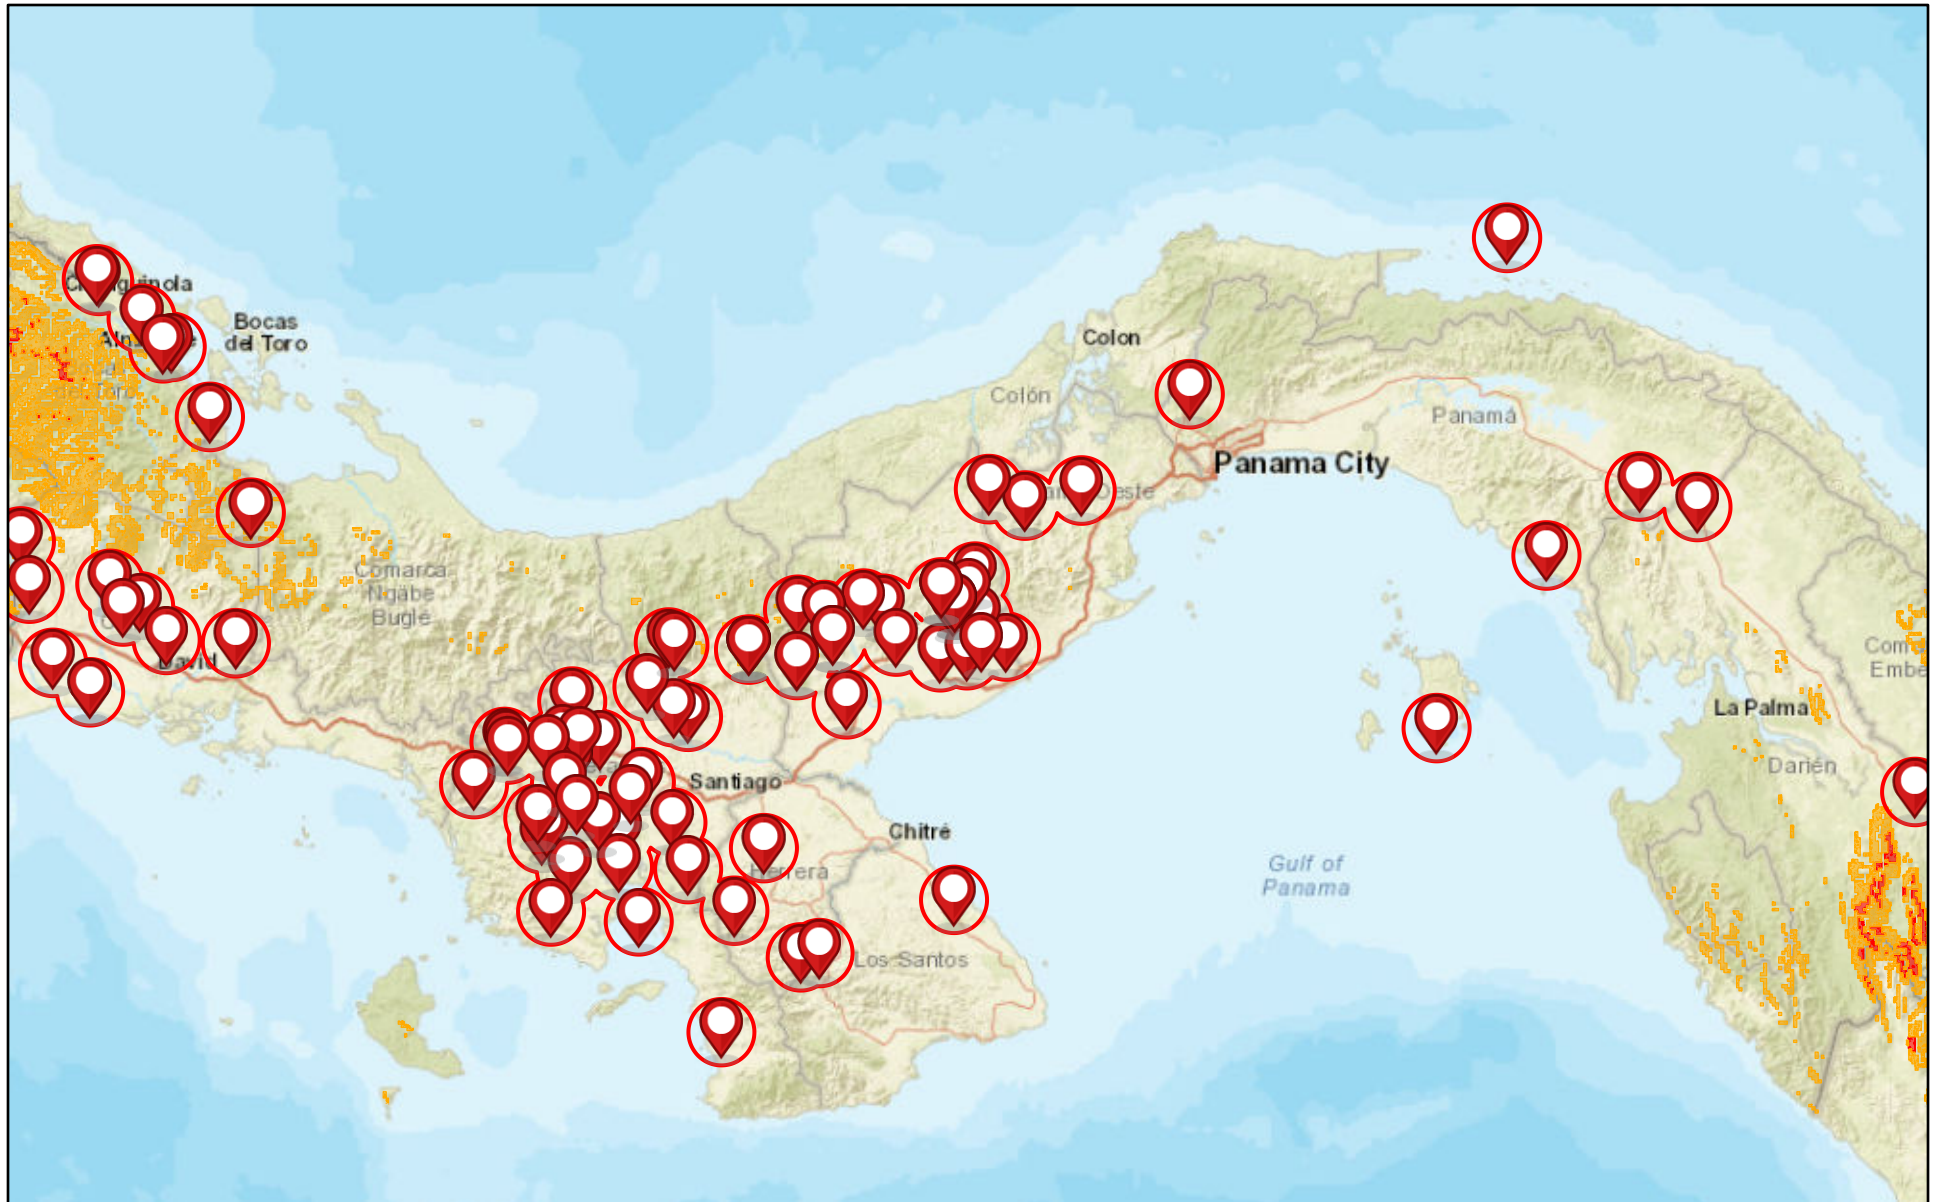 Bocas
del Toro
Colon
Colón
Panamá
Panama City
Comarca
Ngäbe
Buglé
David
La Palma
Santiago
Darién
Chitré
Gulf of
Panama
Herrera
Los Santos